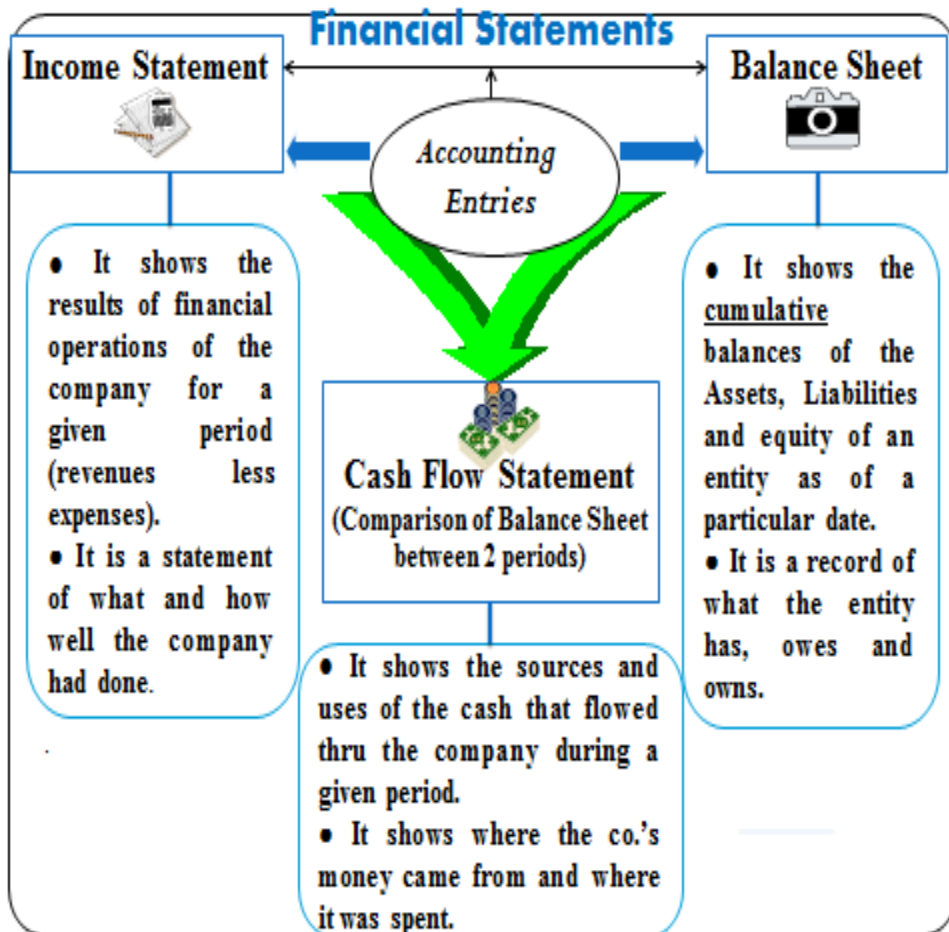 Financial Statements
Income Statement
Balance Sheet
Accounting
Entries
● It shows the
results of financial
operations of the
company for a
given period
(revenues less
expenses).
● It is a statement
of what and how
well the company
had done.
Cash Flow Statement
(Comparison of Balance Sheet
between 2 periods)
● It shows the sources and
uses of the cash that flowed
thru the company during a
given period.
● It shows where the co.'s
money came from and where
it was spent.
● It shows the
cumulative
balances of the
Assets, Liabilities
and equity of an
entity as of a
particular date.
● It is a record of
what the entity
has, owes and
owns.